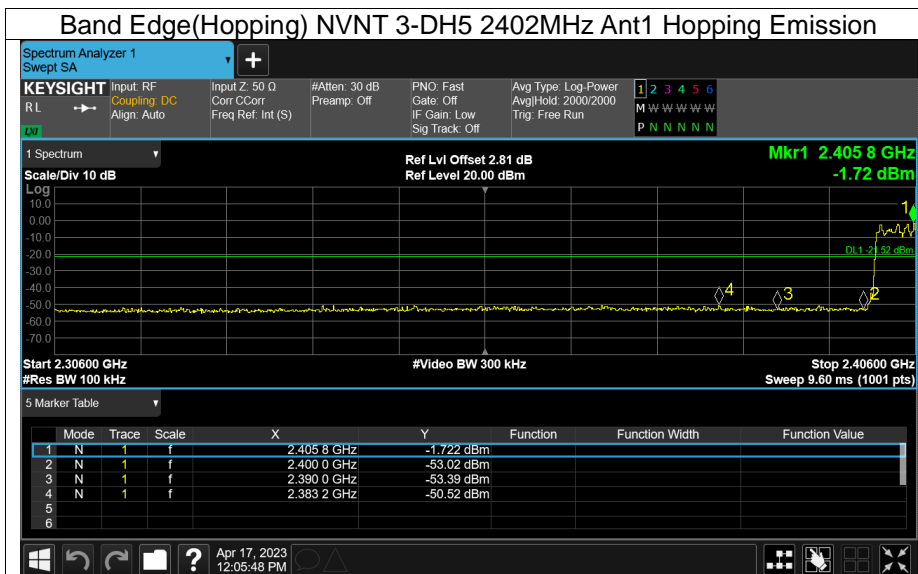 Band Edge(Hopping) NVNT 3-DH5 2402MHz Ant1 Hopping Emission
Spectrum Analyzer 1
Swept SA
+
KEYSIGHT Input: RF Input Z: 50 Ω #Atten: 30 dB PNO: Fast Avg Type: Log-Power 1 2 3 4 5 6
R L Coupling: DC Corr CCorr Preamp: Off Gate: Off Avg|Hold: 2000/2000 M W W W W W
Align: Auto Freq Ref: Int (S) IF Gain: Low Trig: Free Run
LXI Sig Track: Off P N N N N N
1 Spectrum Ref Lvl Offset 2.81 dB Mkr1 2.405 8 GHz
Scale/Div 10 dB Ref Level 20.00 dBm -1.72 dBm
Log
10.0
1
0.00
-10.0
-20.0 DL1 -21.52 dBm
-30.0
-40.0
4 3 2
-50.0
-60.0
-70.0
Start 2.30600 GHz #Video BW 300 kHz Stop 2.40600 GHz
#Res BW 100 kHz Sweep 9.60 ms (1001 pts)
5 Marker Table
Mode Trace Scale X Y Function Function Width Function Value
1 N 1 f 2.405 8 GHz -1.722 dBm
2 N 1 f 2.400 0 GHz -53.02 dBm
3 N 1 f 2.390 0 GHz -53.39 dBm
4 N 1 f 2.383 2 GHz -50.52 dBm
5
6
? Apr 17, 2023
12:05:48 PM